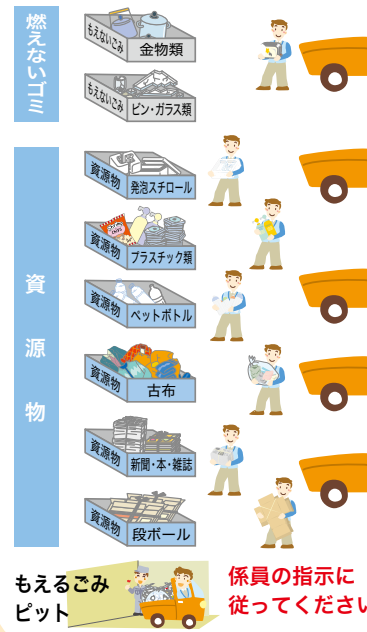 燃えないゴミ
もえないごみ
金物類
もえないごみ
ビン・ガラス類
資源物
資源物
発泡スチロール
資源物
プラスチック類
資源物
ペットボトル
資源物
古布
資源物
新聞・本・雑誌
資源物
段ボール
もえるごみ
ピット
係員の指示に
従ってください